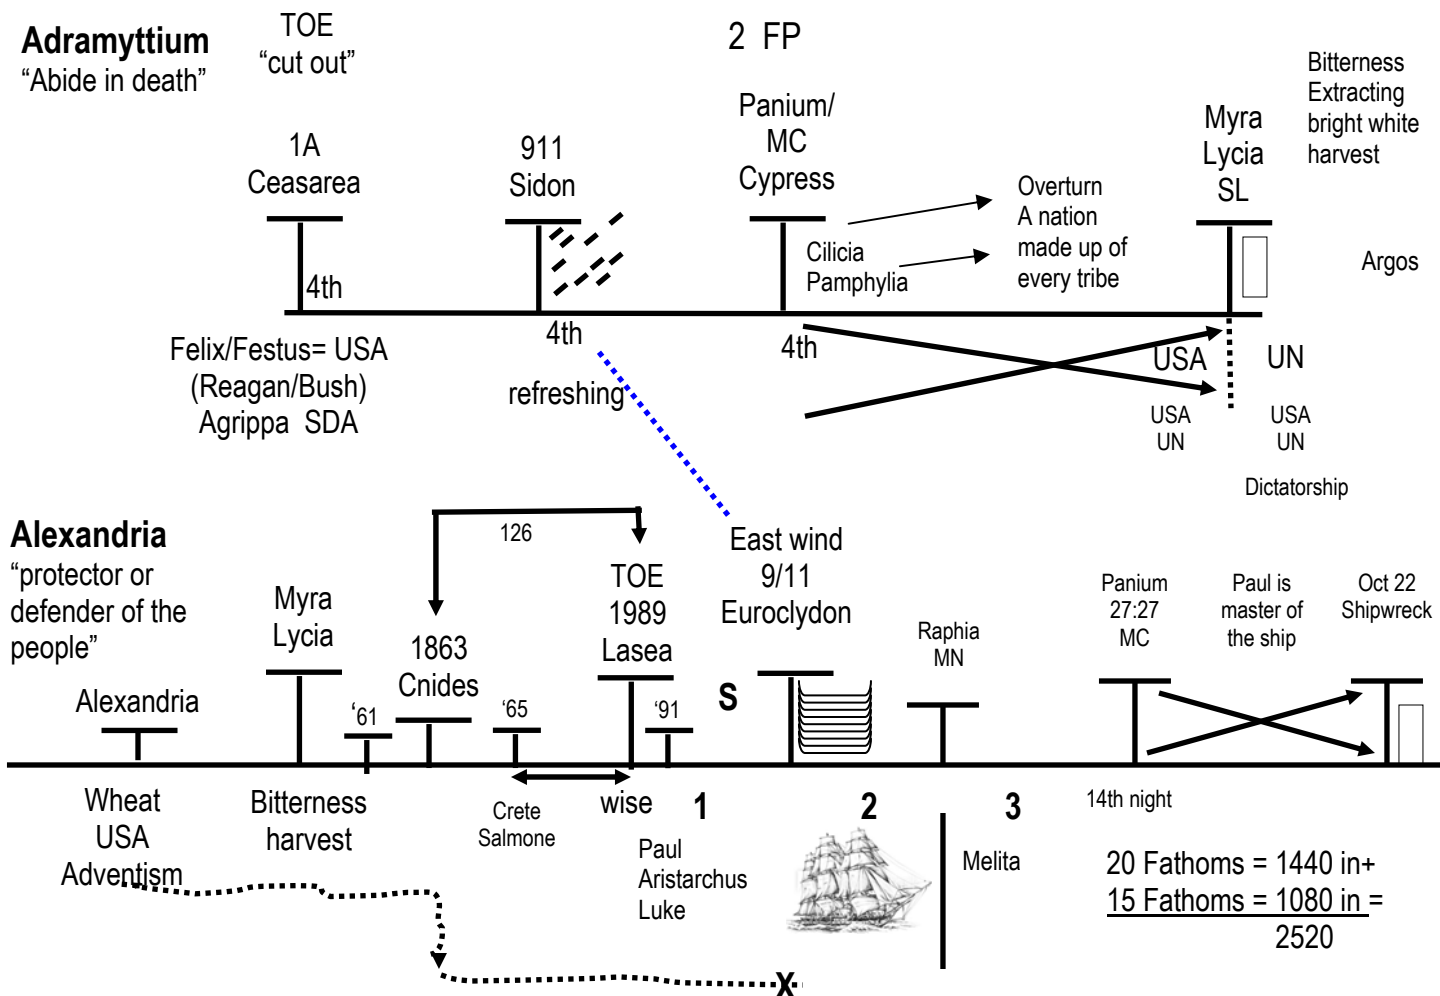 Adramyttium
“Abide in death”
TOE
“cut out”
2 FP
Bitterness
Extracting
bright white
harvest
1A
Ceasarea
911
Sidon
Panium/
MC
Cypress
Myra
Lycia
SL
Overturn
A nation
made up of
every tribe
Cilicia
Pamphylia
Argos
4th
4th
4th
Felix/Festus= USA
(Reagan/Bush)
Agrippa SDA
refreshing
USA
UN
USA
UN
USA
UN
Dictatorship
Alexandria
“protector or
defender of the
people”
126
Myra
Lycia
1863
Cnides
TOE
1989
Lasea
East wind
9/11
Euroclydon
Raphia
MN
Panium
27:27
MC
Paul is
master of
the ship
Oct 22
Shipwreck
Alexandria
‘61
‘65
‘91
S
Wheat
USA
Adventism
Bitterness
harvest
Crete
Salmone
wise
1
2
3
14th night
Paul
Aristarchus
Luke
Melita
20 Fathoms = 1440 in+
15 Fathoms = 1080 in =
2520
X